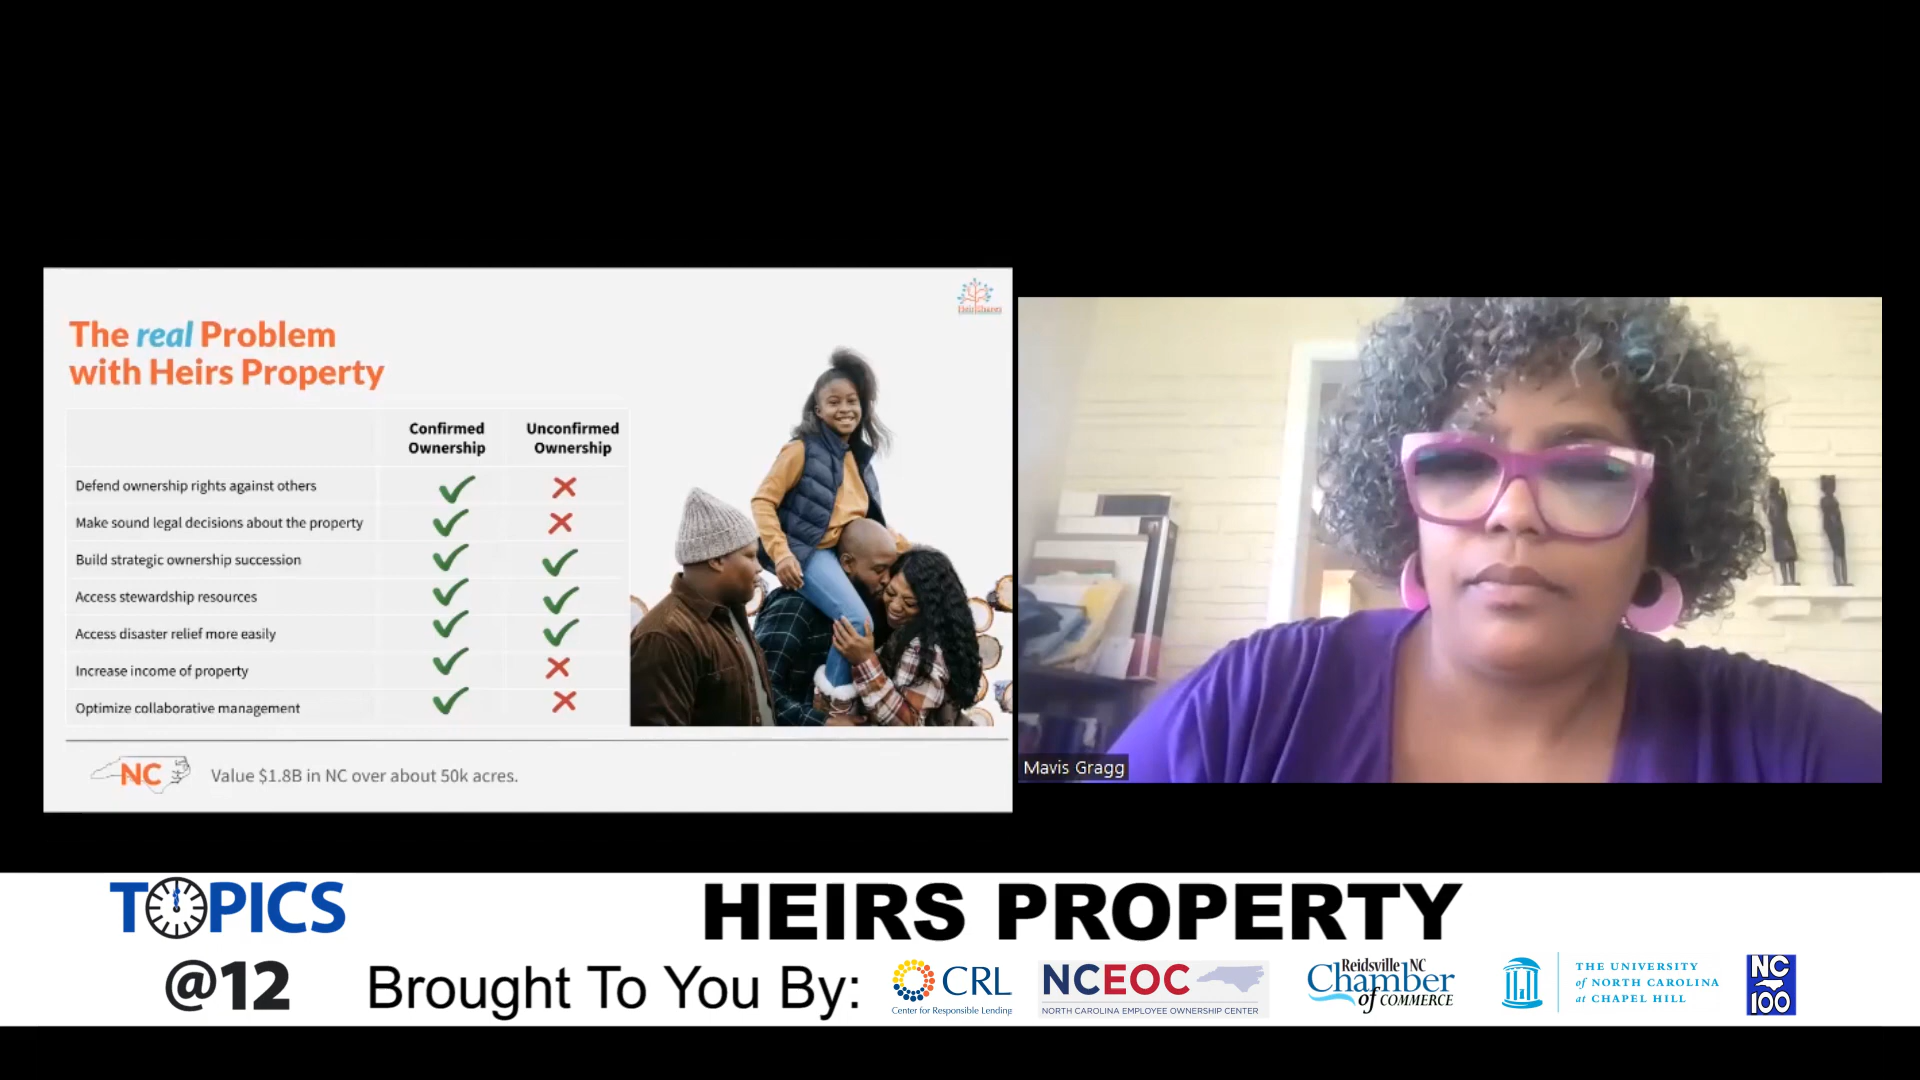 HeirShares
The real Problem
with Heirs Property
Confirmed
Ownership
Unconfirmed
Ownership
Defend ownership rights against others
Make sound legal decisions about the property
Build strategic ownership succession
Access stewardship resources
Access disaster relief more easily
Increase income of property
Optimize collaborative management
NC
Value $1.8B in NC over about 50k acres.
Mavis Gragg
TOPICS
@12
HEIRS PROPERTY
Brought To You By:
CRL
Center for Responsible Lending
NCEOC
NORTH CAROLINA EMPLOYEE OWNERSHIP CENTER
Reidsville NC
Chamber
of COMMERCE
THE UNIVERSITY
of NORTH CAROLINA
at CHAPEL HILL
NC
100